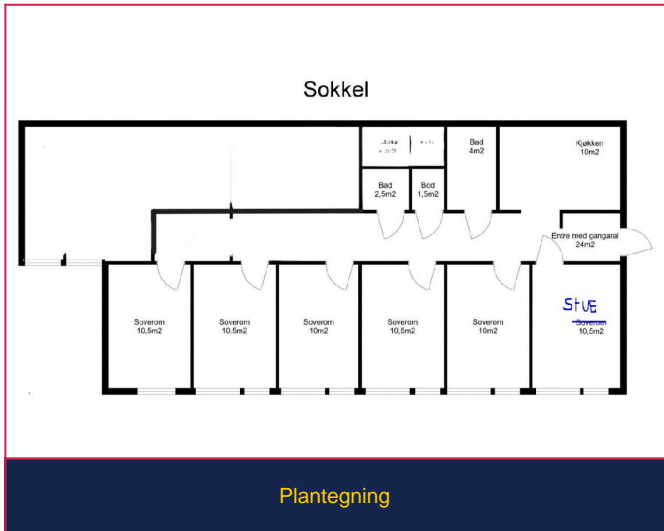 Sokkel
Bad
4m2
Kjøkken
10m2
Bad
2,5m2
Bod
1,5m2
Entre med gangareal
24m2
Soverom
10,5m2
Soverom
10.5m2
Soverom
10m2
Soverom
10,5m2
Soverom
10m2
StUE
Soverom
10,5m2
Plantegning